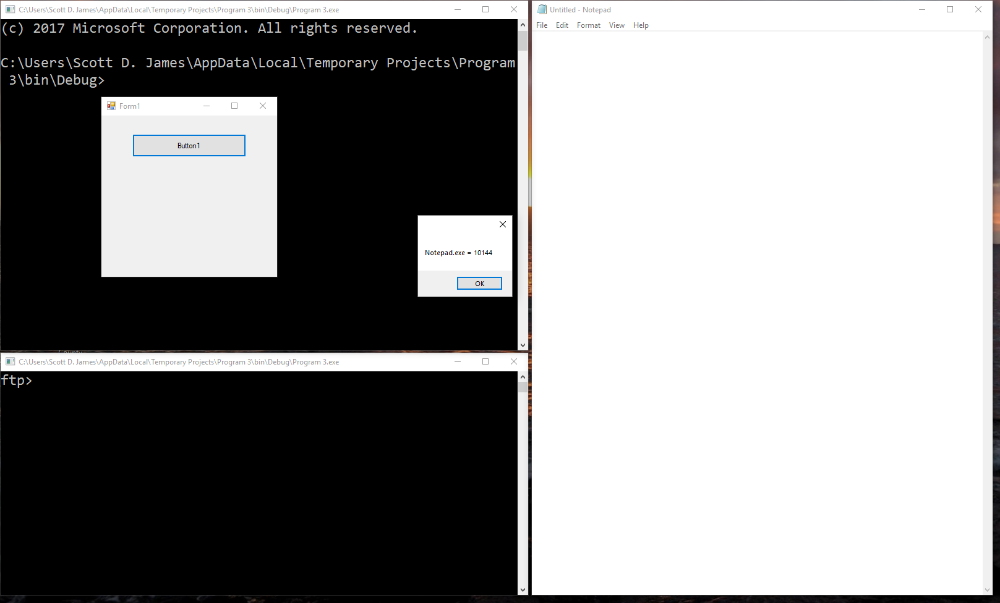 C:\Users\Scott D. James\AppData\Local\Temporary Projects\Program 3\bin\Debug\Program 3.exe
(c) 2017 Microsoft Corporation. All rights reserved.
C:\Users\Scott D. James\AppData\Local\Temporary Projects\Program
3\bin\Debug>
Form1
Button1
Notepad.exe = 10144
OK
C:\Users\Scott D. James\AppData\Local\Temporary Projects\Program 3\bin\Debug\Program 3.exe
ftp>
Untitled - Notepad
File Edit Format View Help